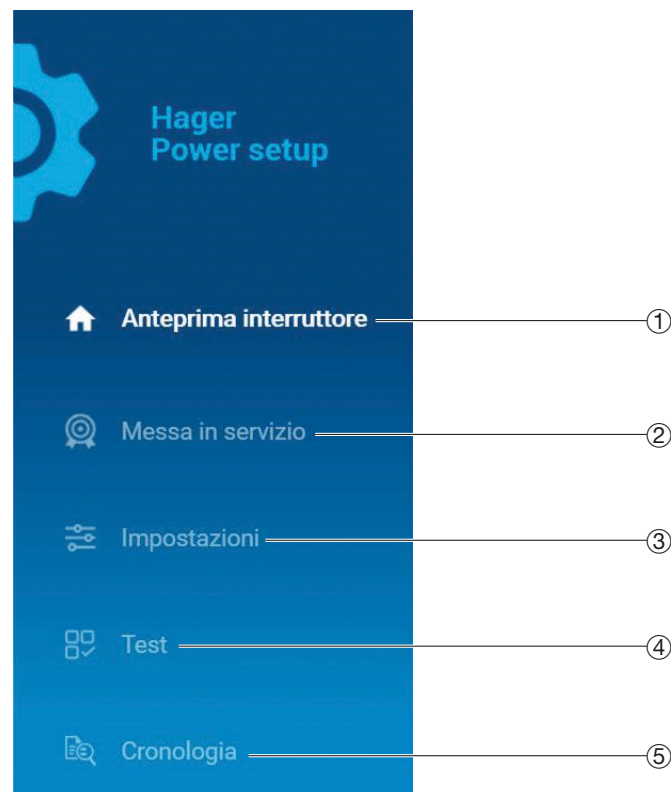 Hager
Power setup
Anteprima interruttore ①
Messa in servizio ②
Impostazioni ③
Test ④
Cronologia ⑤